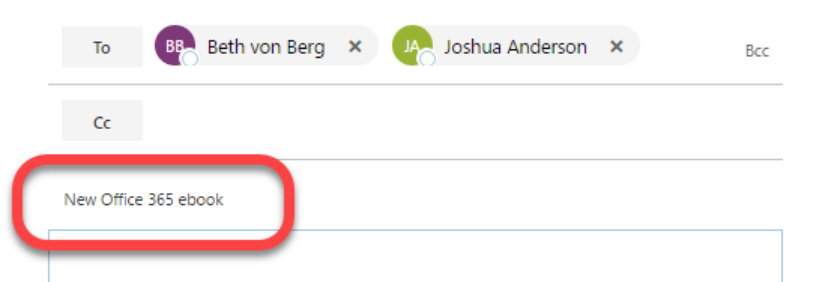 To BB Beth von Berg × JA Joshua Anderson × Bcc
Cc
New Office 365 ebook